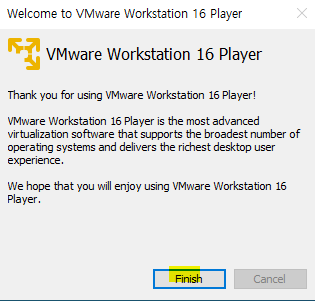 Welcome to VMware Workstation 16 Player
VMware Workstation 16 Player
Thank you for using VMware Workstation 16 Player!
VMware Workstation 16 Player is the most advanced
virtualization software that supports the broadest number of
operating systems and delivers the richest desktop user
experience.
We hope that you will enjoy using VMware Workstation 16
Player.
Finish
Cancel